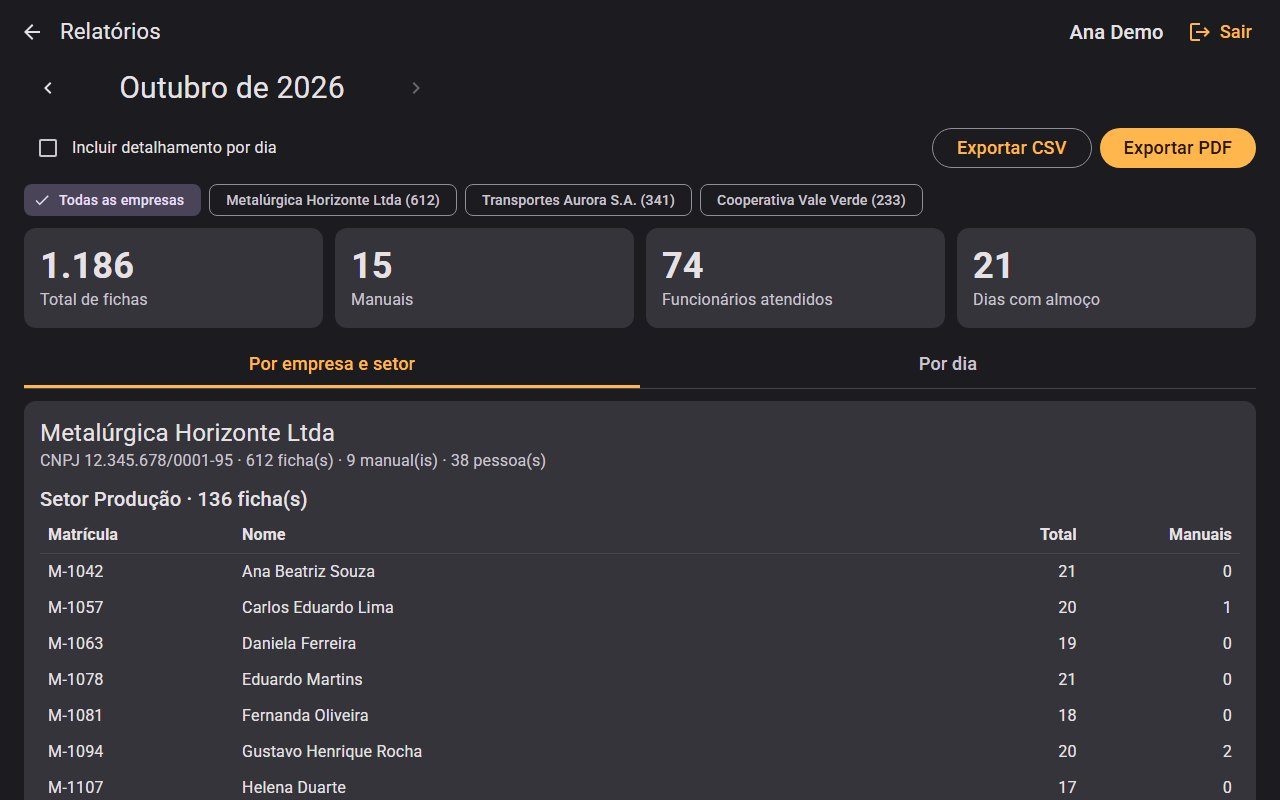 Relatórios
Ana Demo
Sair
Outubro de 2026
Incluir detalhamento por dia
Exportar CSV
Exportar PDF
Todas as empresas
Metalúrgica Horizonte Ltda (612)
Transportes Aurora S.A. (341)
Cooperativa Vale Verde (233)
1.186
Total de fichas
15
Manuais
74
Funcionários atendidos
21
Dias com almoço
Por empresa e setor
Por dia
Metalúrgica Horizonte Ltda
CNPJ 12.345.678/0001-95 · 612 ficha(s) · 9 manual(is) · 38 pessoa(s)
Setor Produção · 136 ficha(s)
Matrícula Nome Total Manuais
M-1042 Ana Beatriz Souza 21 0
M-1057 Carlos Eduardo Lima 20 1
M-1063 Daniela Ferreira 19 0
M-1078 Eduardo Martins 21 0
M-1081 Fernanda Oliveira 18 0
M-1094 Gustavo Henrique Rocha 20 2
M-1107 Helena Duarte 17 0